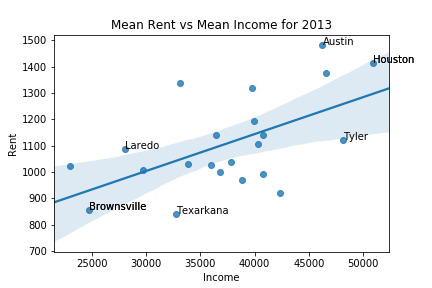 Mean Rent vs Mean Income for 2013
1500
1400
1300
1200
1100
1000
900
800
700
Rent
Austin
Houston
Tyler
Laredo
Brownsville
Texarkana
25000 30000 35000 40000 45000 50000
Income